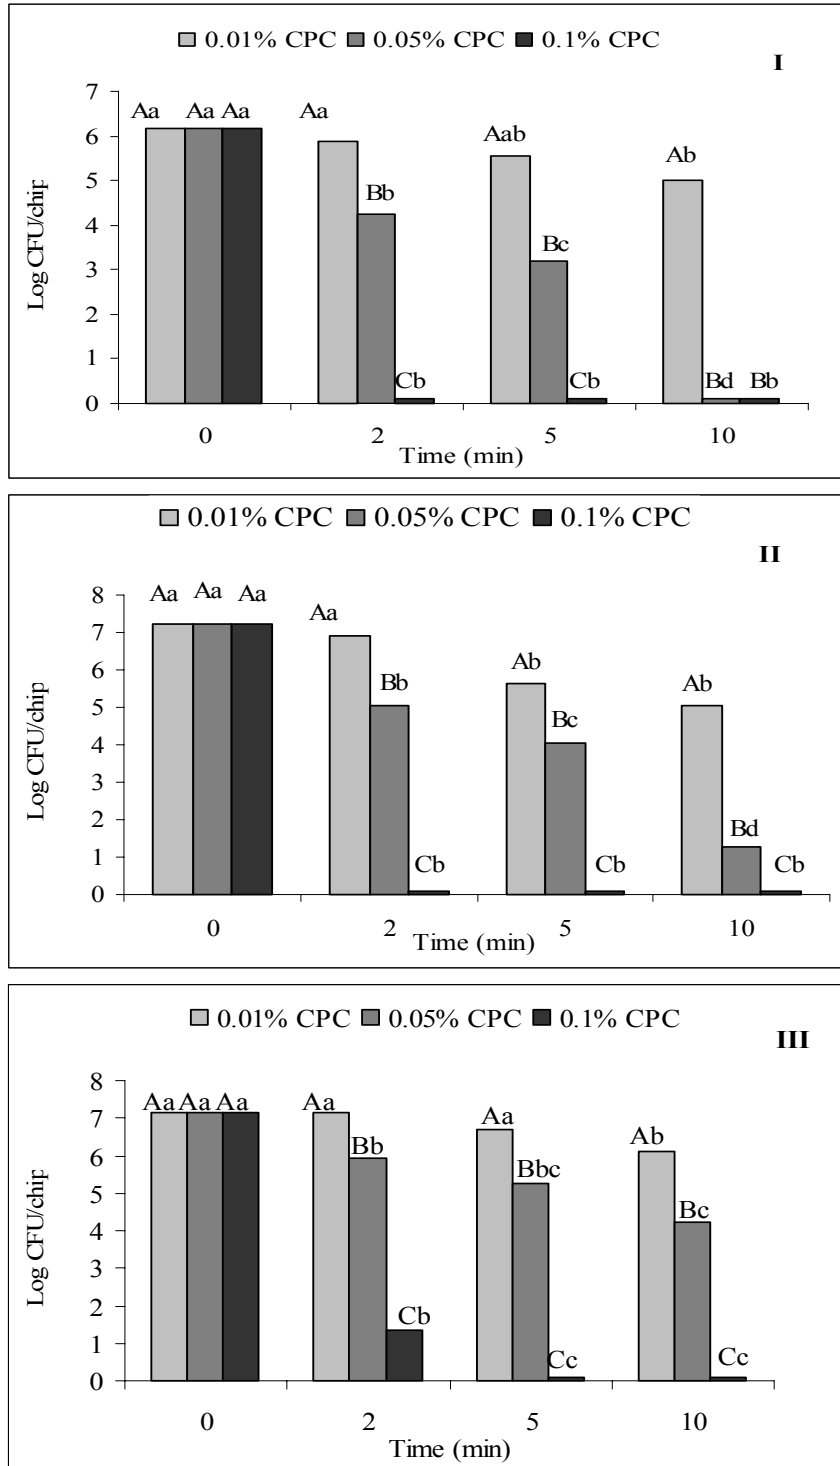 0.01% CPC 0.05% CPC 0.1% CPC
I
7
Aa Aa Aa Aa
6
Aab
Ab
5
Bb
4
Bc
3
2
1
Cb Cb Bd Bb
0
Log CFU/chip
0 2 5 10
Time (min)
0.01% CPC 0.05% CPC 0.1% CPC
II
8
Aa Aa Aa Aa
7
Ab Ab
6
Bb
5
Bc
4
3
2
Bd
1
Cb Cb Cb
0
Log CFU/chip
0 2 5 10
Time (min)
0.01% CPC 0.05% CPC 0.1% CPC
III
8
Aa Aa Aa Aa Aa
7
Ab
Bb
6
Bbc
5
Bc
4
3
2
Cb
1
Cc Cc
0
Log CFU/chip
0 2 5 10
Time (min)